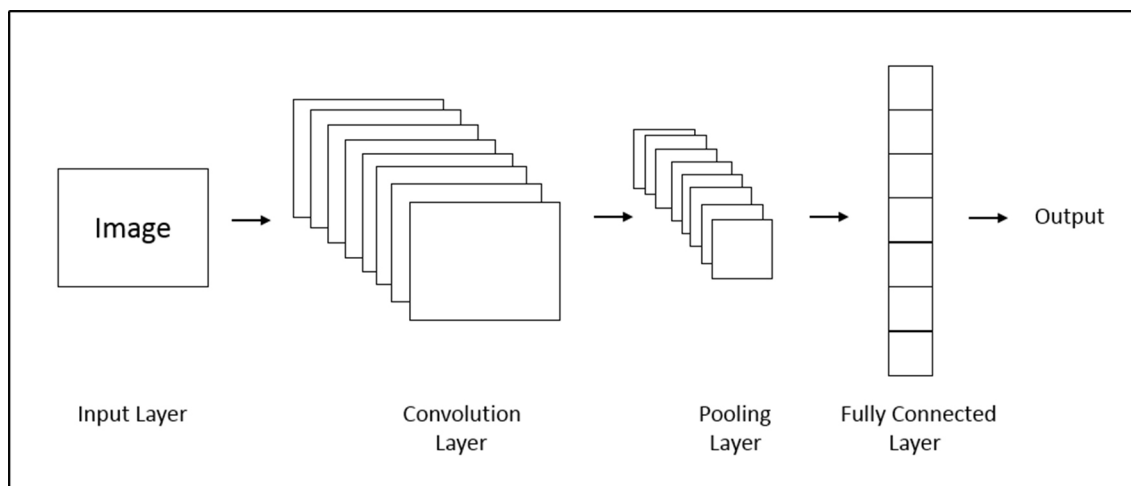 Image
Output
Input Layer
Convolution
Layer
Pooling
Layer
Fully Connected
Layer